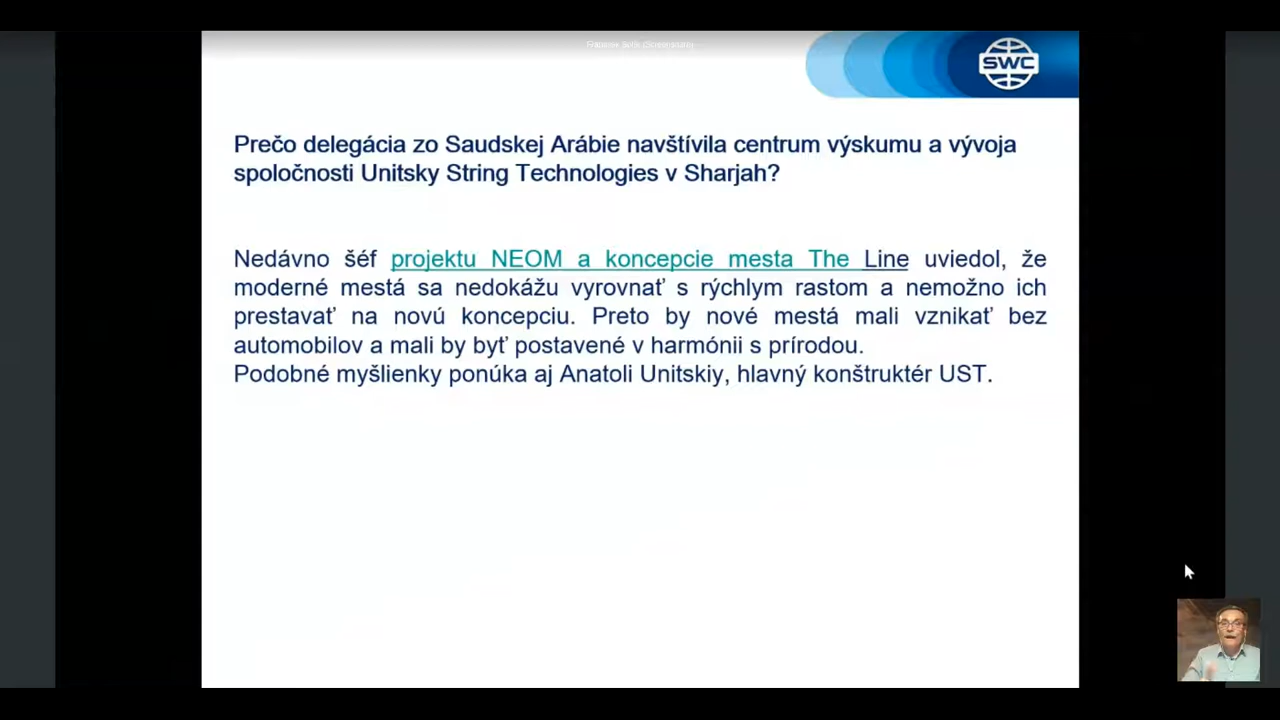 SWC
Prečo delegácia zo Saudskej Arábie navštívila centrum výskumu a vývoja
spoločnosti Unitsky String Technologies v Sharjah?
Nedávno šéf projektu NEOM a koncepcie mesta The Line uviedol, že
moderné mestá sa nedokážu vyrovnať s rýchlym rastom a nemožno ich
prestavať na novú koncepciu. Preto by nové mestá mali vznikať bez
automobilov a mali by byť postavené v harmónii s prírodou.
Podobné myšlienky ponúka aj Anatoli Unitskiy, hlavný konštruktér UST.